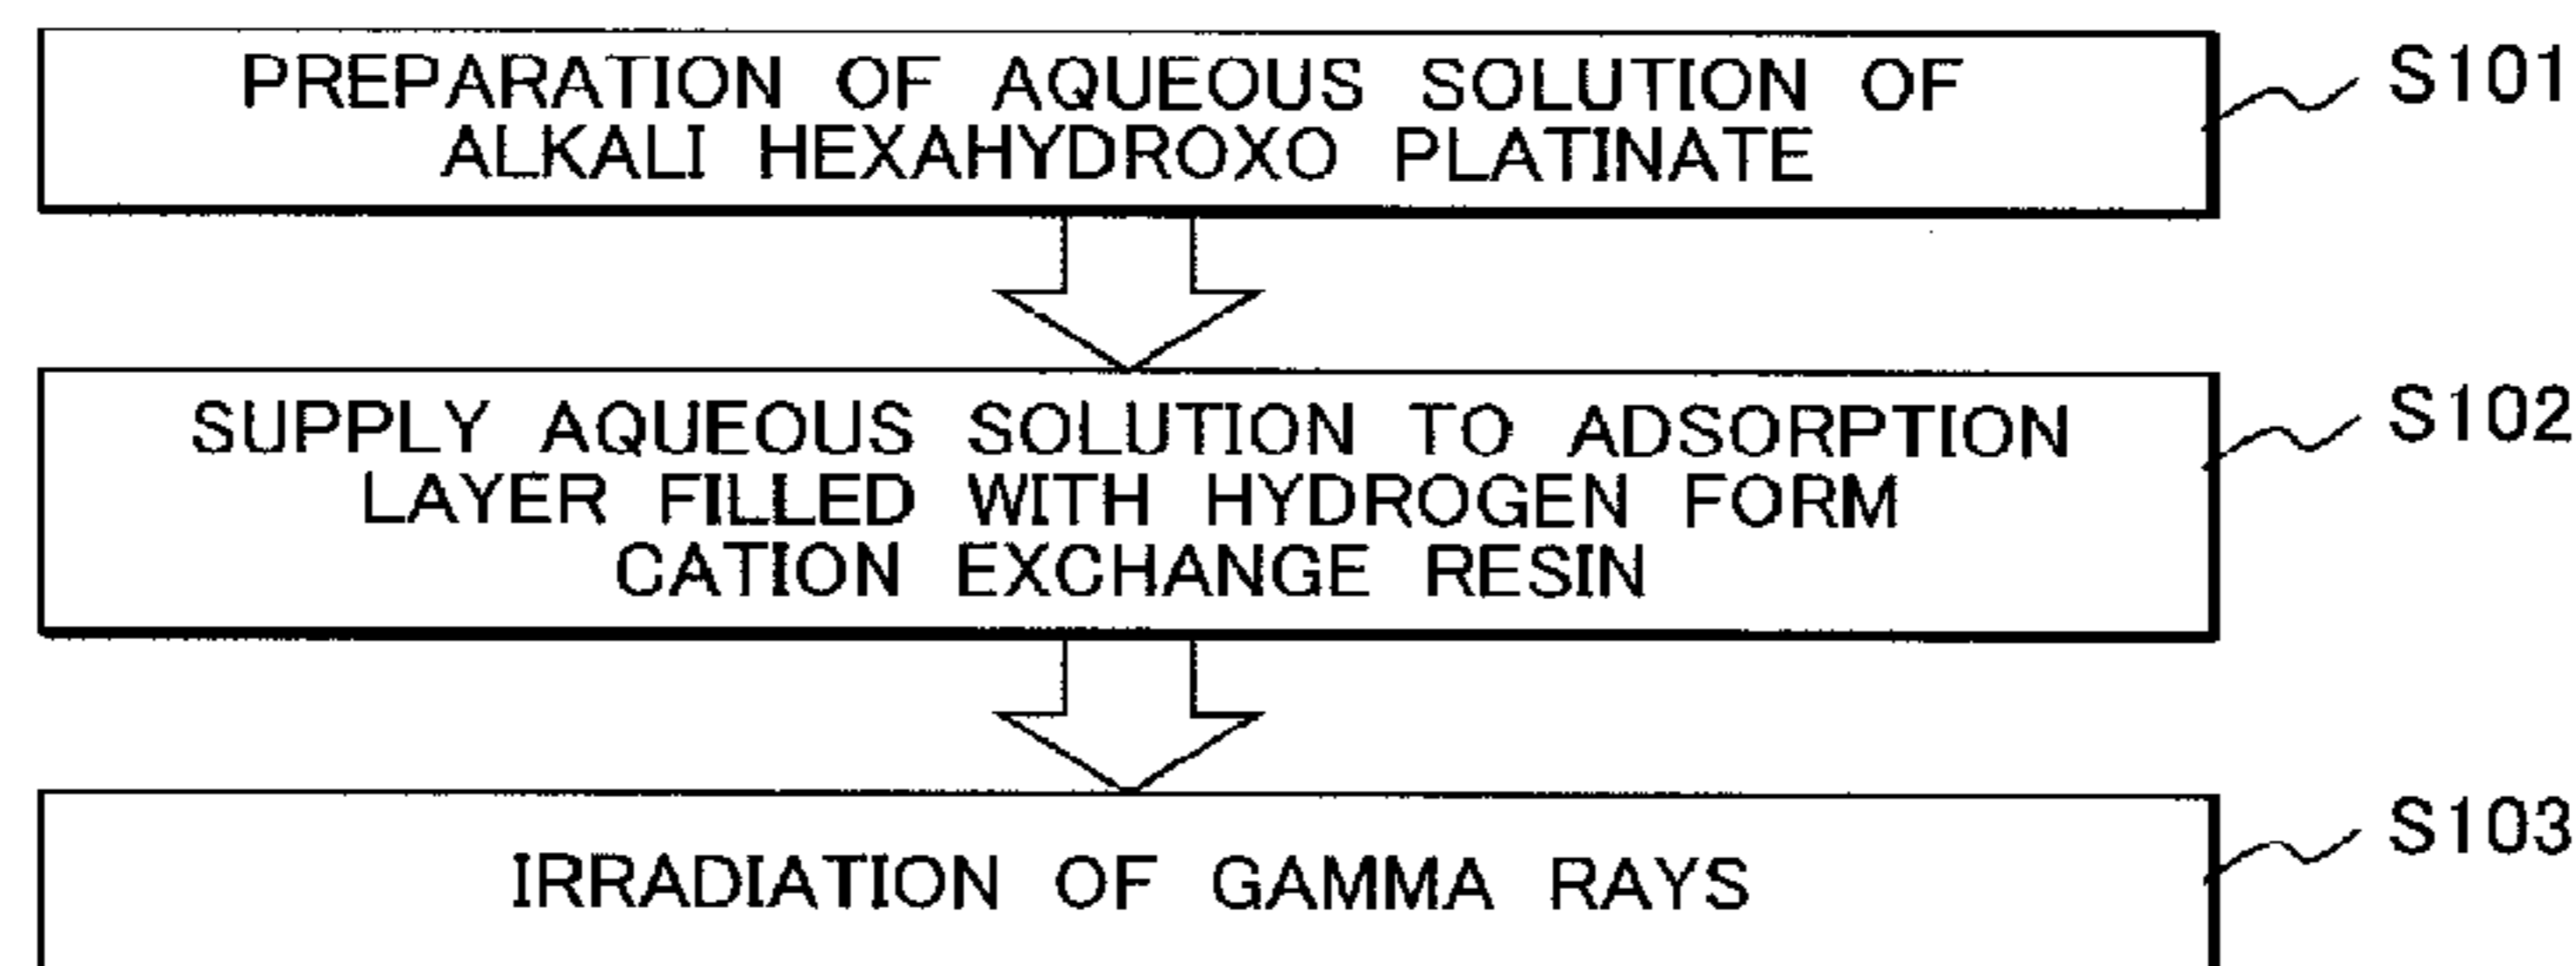 PREPARATION OF AQUEOUS SOLUTION OF
ALKALI HEXAHYDROXO PLATINATE
S101
SUPPLY AQUEOUS SOLUTION TO ADSORPTION
LAYER FILLED WITH HYDROGEN FORM
CATION EXCHANGE RESIN
S102
IRRADIATION OF GAMMA RAYS
S103